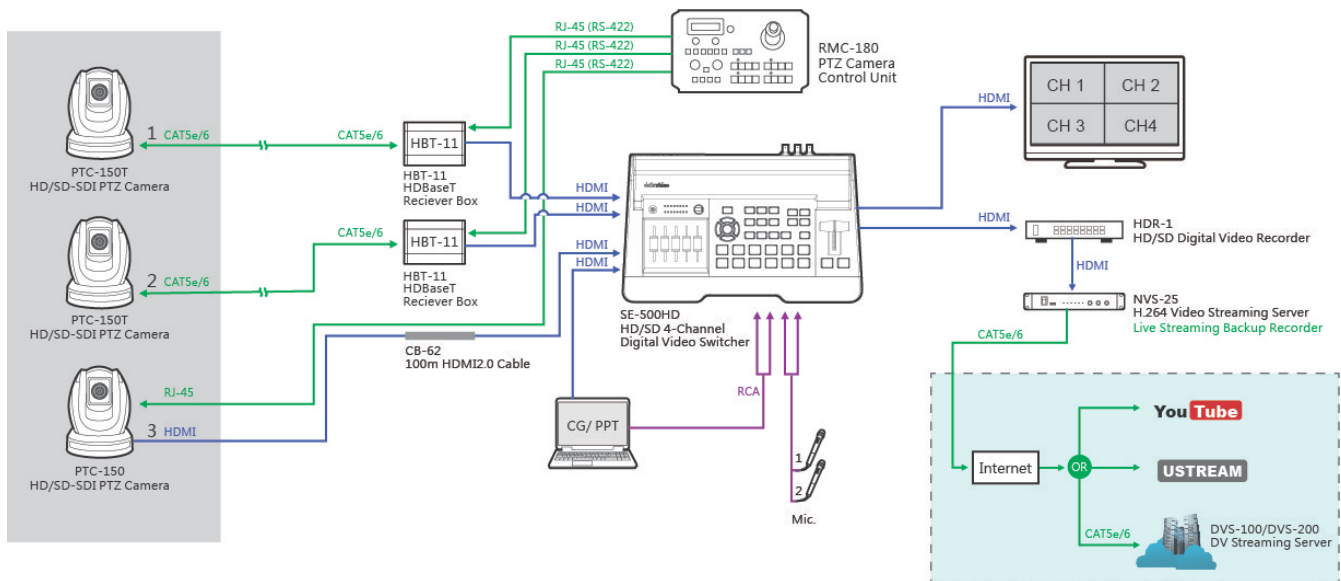 RJ-45 (RS-422)
RJ-45 (RS-422)
RJ-45 (RS-422)
RMC-180
PTZ Camera
Control Unit
1 CAT5e/6
CAT5e/6
HBT-11
HBT-11
HDBaseT
Reciever Box
PTC-150T
HD/SD-SDI PTZ Camera
HDMI
HDMI
HDMI
HDMI
HDMI
CH 1
CH 2
CH 3
CH4
2 CAT5e/6
CAT5e/6
HBT-11
HBT-11
HDBaseT
Reciever Box
PTC-150T
HD/SD-SDI PTZ Camera
HDMI
HDR-1
HD/SD Digital Video Recorder
HDMI
NVS-25
H.264 Video Streaming Server
Live Streaming Backup Recorder
CAT5e/6
SE-500HD
HD/SD 4-Channel
Digital Video Switcher
CB-62
100m HDMI2.0 Cable
RJ-45
3 HDMI
PTC-150
HD/SD-SDI PTZ Camera
CG/ PPT
RCA
1
2
Mic.
Internet
OR
YouTube
USTREAM
CAT5e/6
DVS-100/DVS-200
DV Streaming Server